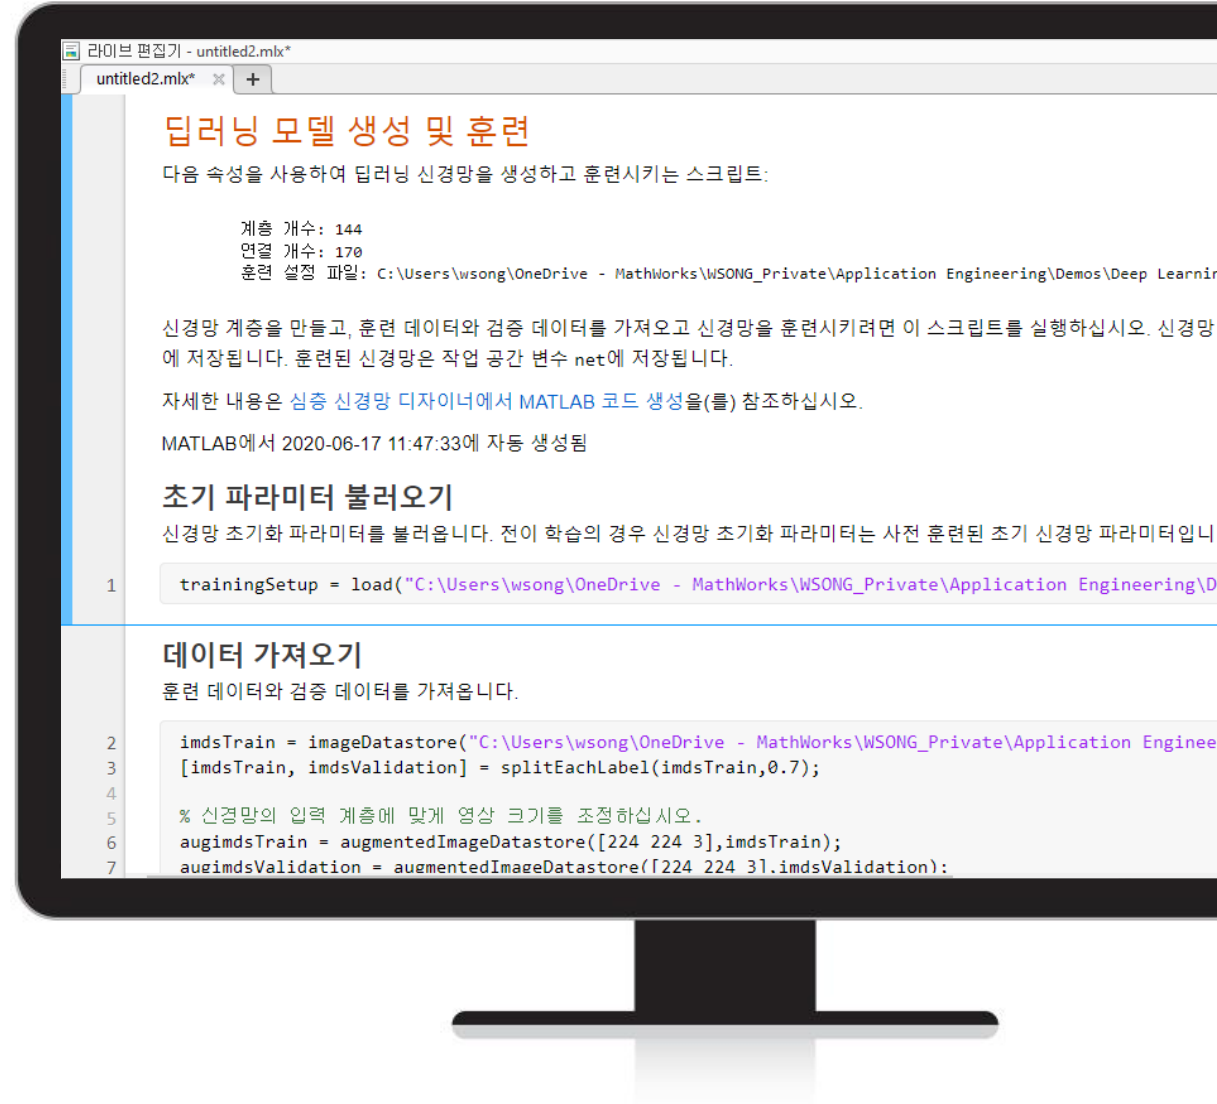 라이브 편집기 - untitled2.mlx*
untitled2.mlx*
딥러닝 모델 생성 및 훈련
다음 속성을 사용하여 딥러닝 신경망을 생성하고 훈련시키는 스크립트:
계층 개수: 144
연결 개수: 170
훈련 설정 파일: C:\Users\wsong\OneDrive - MathWorks\WSONG_Private\Application Engineering\Demos\Deep Learnin
신경망 계층을 만들고, 훈련 데이터와 검증 데이터를 가져오고 신경망을 훈련시키려면 이 스크립트를 실행하십시오. 신경망
에 저장됩니다. 훈련된 신경망은 작업 공간 변수 net에 저장됩니다.
자세한 내용은 심층 신경망 디자이너에서 MATLAB 코드 생성을(를) 참조하십시오.
MATLAB에서 2020-06-17 11:47:33에 자동 생성됨
초기 파라미터 불러오기
신경망 초기화 파라미터를 불러옵니다. 전이 학습의 경우 신경망 초기화 파라미터는 사전 훈련된 초기 신경망 파라미터입니
1 trainingSetup = load("C:\Users\wsong\OneDrive - MathWorks\WSONG_Private\Application Engineering\D
데이터 가져오기
훈련 데이터와 검증 데이터를 가져옵니다.
2 imdsTrain = imageDatastore("C:\Users\wsong\OneDrive - MathWorks\WSONG_Private\Application Enginee
3 [imdsTrain, imdsValidation] = splitEachLabel(imdsTrain,0.7);
4
5 % 신경망의 입력 계층에 맞게 영상 크기를 조정하십시오.
6 augimdsTrain = augmentedImageDatastore([224 224 3],imdsTrain);
7 augimdsValidation = augmentedImageDatastore([224 224 3],imdsValidation);